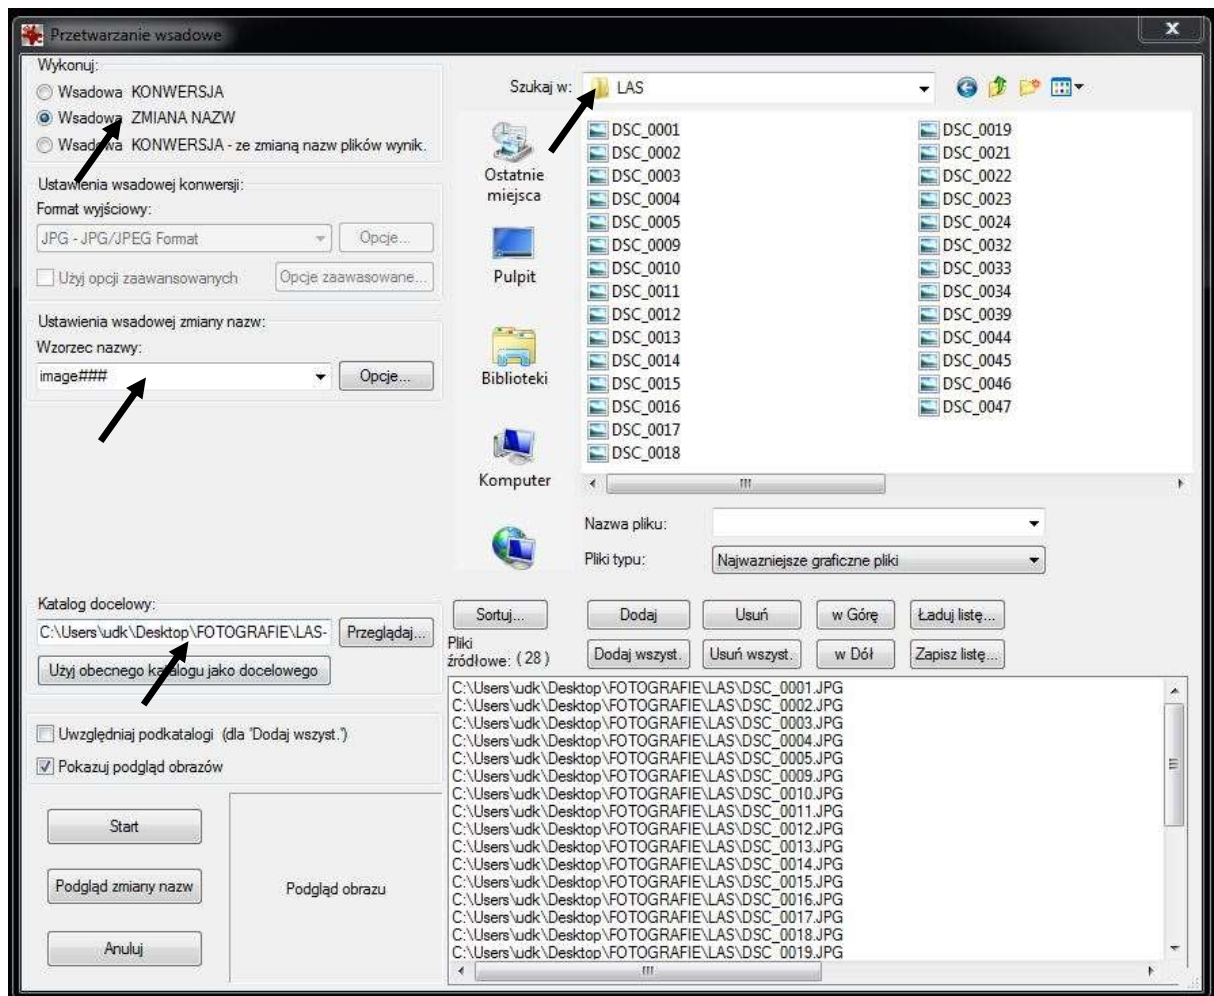 Przetwarzanie wsadowe
x
Wykonuj:
Wsadowa KONWERSJA
Wsadowa ZMIANA NAZW
Wsadowa KONWERSJA - ze zmianą nazw plików wynik.
Ustawienia wsadowej konwersji:
Format wyjściowy:
JPG - JPG/JPEG Format
Opcje...
Użyj opcji zaawansowanych
Opcje zaawasowane...
Ustawienia wsadowej zmiany nazw:
Wzorzec nazwy:
image###
Opcje...
Katalog docelowy:
C:\Users\udk\Desktop\FOTOGRAFIE\LAS-
Przeglądaj...
Użyj obecnego katalogu jako docelowego
Uwzględniaj podkatalogi (dla 'Dodaj wszyst.')
Pokazuj podgląd obrazów
Start
Podgląd zmiany nazw
Anuluj
Podgląd obrazu
Szukaj w:
LAS
Ostatnie
miejsca
Pulpit
Biblioteki
Komputer
DSC_0001
DSC_0002
DSC_0003
DSC_0004
DSC_0005
DSC_0009
DSC_0010
DSC_0011
DSC_0012
DSC_0013
DSC_0014
DSC_0015
DSC_0016
DSC_0017
DSC_0018
DSC_0019
DSC_0021
DSC_0022
DSC_0023
DSC_0024
DSC_0032
DSC_0033
DSC_0034
DSC_0039
DSC_0044
DSC_0045
DSC_0046
DSC_0047
Nazwa pliku:
Pliki typu:
Najwazniejsze graficzne pliki
Sortuj...
Dodaj
Usuń
w Górę
Ładuj listę...
Pliki
źródłowe: ( 28 )
Dodaj wszyst.
Usuń wszyst.
w Dół
Zapisz listę...
C:\Users\udk\Desktop\FOTOGRAFIE\LAS\DSC_0001.JPG
C:\Users\udk\Desktop\FOTOGRAFIE\LAS\DSC_0002.JPG
C:\Users\udk\Desktop\FOTOGRAFIE\LAS\DSC_0003.JPG
C:\Users\udk\Desktop\FOTOGRAFIE\LAS\DSC_0004.JPG
C:\Users\udk\Desktop\FOTOGRAFIE\LAS\DSC_0005.JPG
C:\Users\udk\Desktop\FOTOGRAFIE\LAS\DSC_0009.JPG
C:\Users\udk\Desktop\FOTOGRAFIE\LAS\DSC_0010.JPG
C:\Users\udk\Desktop\FOTOGRAFIE\LAS\DSC_0011.JPG
C:\Users\udk\Desktop\FOTOGRAFIE\LAS\DSC_0012.JPG
C:\Users\udk\Desktop\FOTOGRAFIE\LAS\DSC_0013.JPG
C:\Users\udk\Desktop\FOTOGRAFIE\LAS\DSC_0014.JPG
C:\Users\udk\Desktop\FOTOGRAFIE\LAS\DSC_0015.JPG
C:\Users\udk\Desktop\FOTOGRAFIE\LAS\DSC_0016.JPG
C:\Users\udk\Desktop\FOTOGRAFIE\LAS\DSC_0017.JPG
C:\Users\udk\Desktop\FOTOGRAFIE\LAS\DSC_0018.JPG
C:\Users\udk\Desktop\FOTOGRAFIE\LAS\DSC_0019.JPG